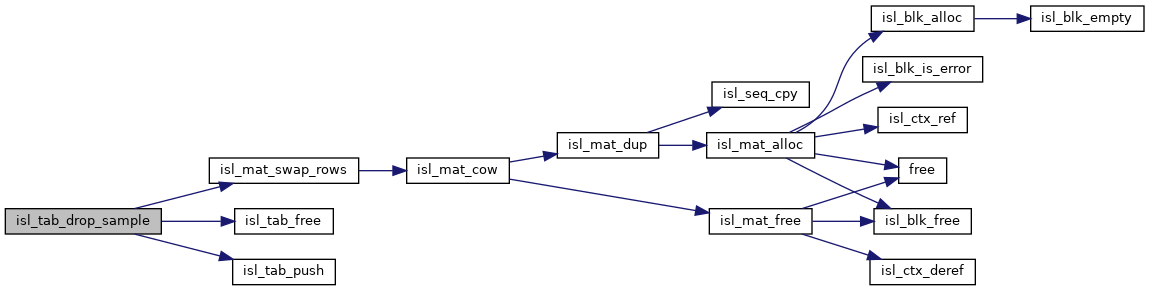 isl_tab_drop_sample
isl_mat_swap_rows
isl_tab_free
isl_tab_push
isl_mat_cow
isl_mat_dup
isl_mat_free
isl_seq_cpy
isl_mat_alloc
isl_blk_alloc
isl_blk_is_error
isl_ctx_ref
free
isl_blk_free
isl_ctx_deref
isl_blk_empty